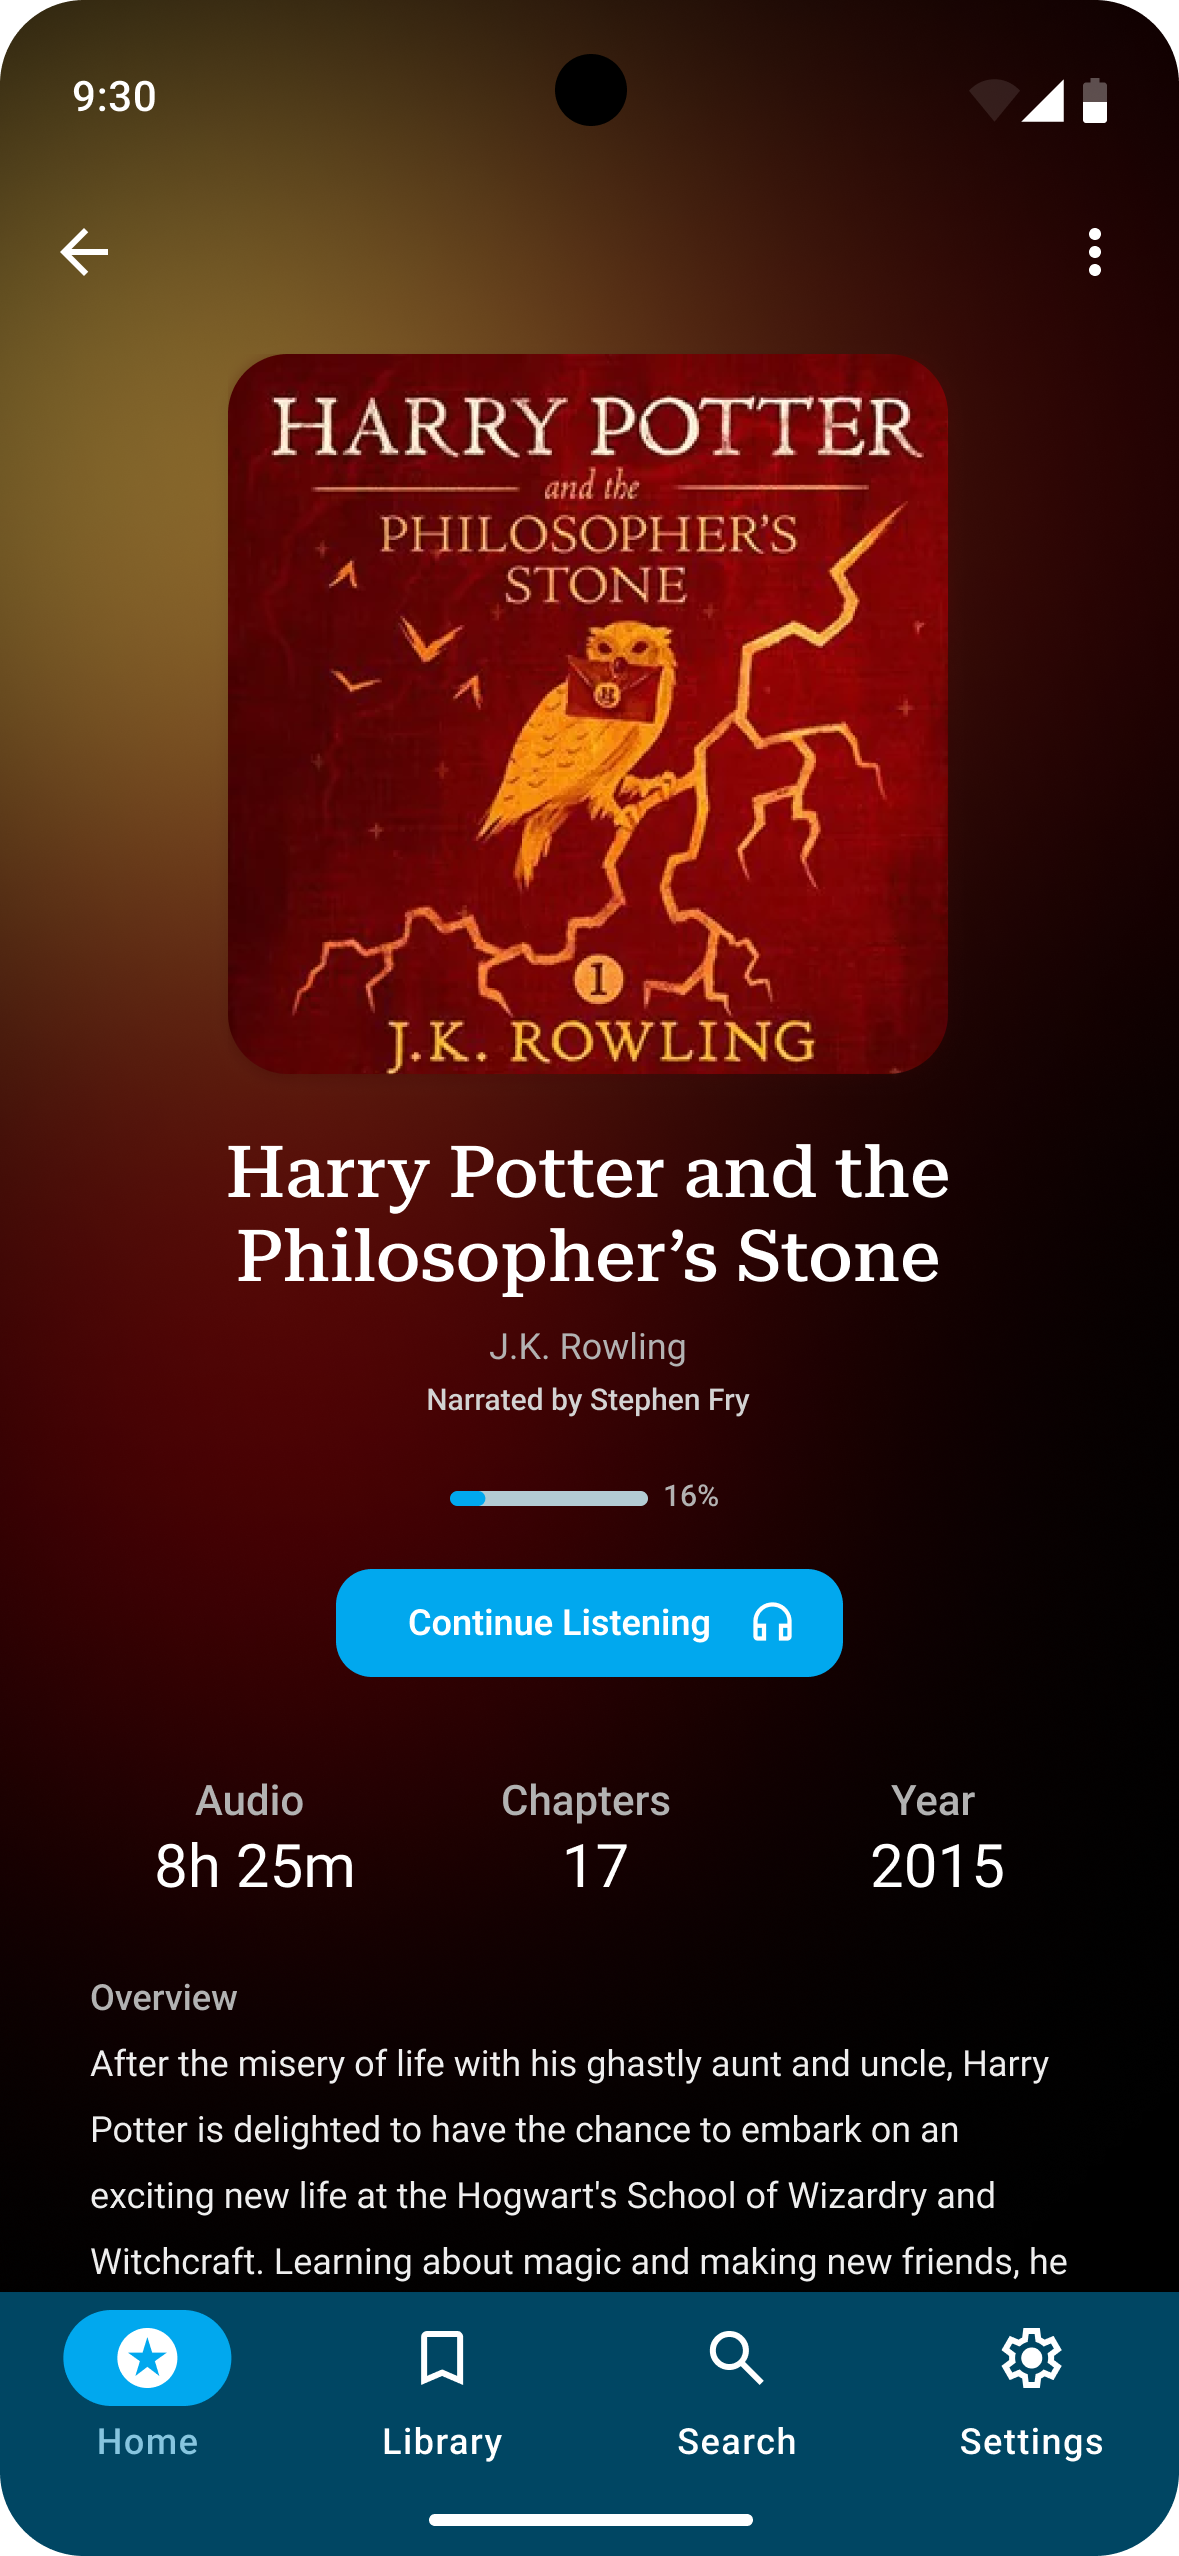 9:30
HARRY POTTER
and the
PHILOSOPHER'S
STONE
H
1
J.K. ROWLING
Harry Potter and the
Philosopher’s Stone
J.K. Rowling
Narrated by Stephen Fry
16%
Continue Listening
Audio Chapters Year
8h 25m 17 2015
Overview
After the misery of life with his ghastly aunt and uncle, Harry
Potter is delighted to have the chance to embark on an
exciting new life at the Hogwart's School of Wizardry and
Witchcraft. Learning about magic and making new friends, he
Home Library Search Settings